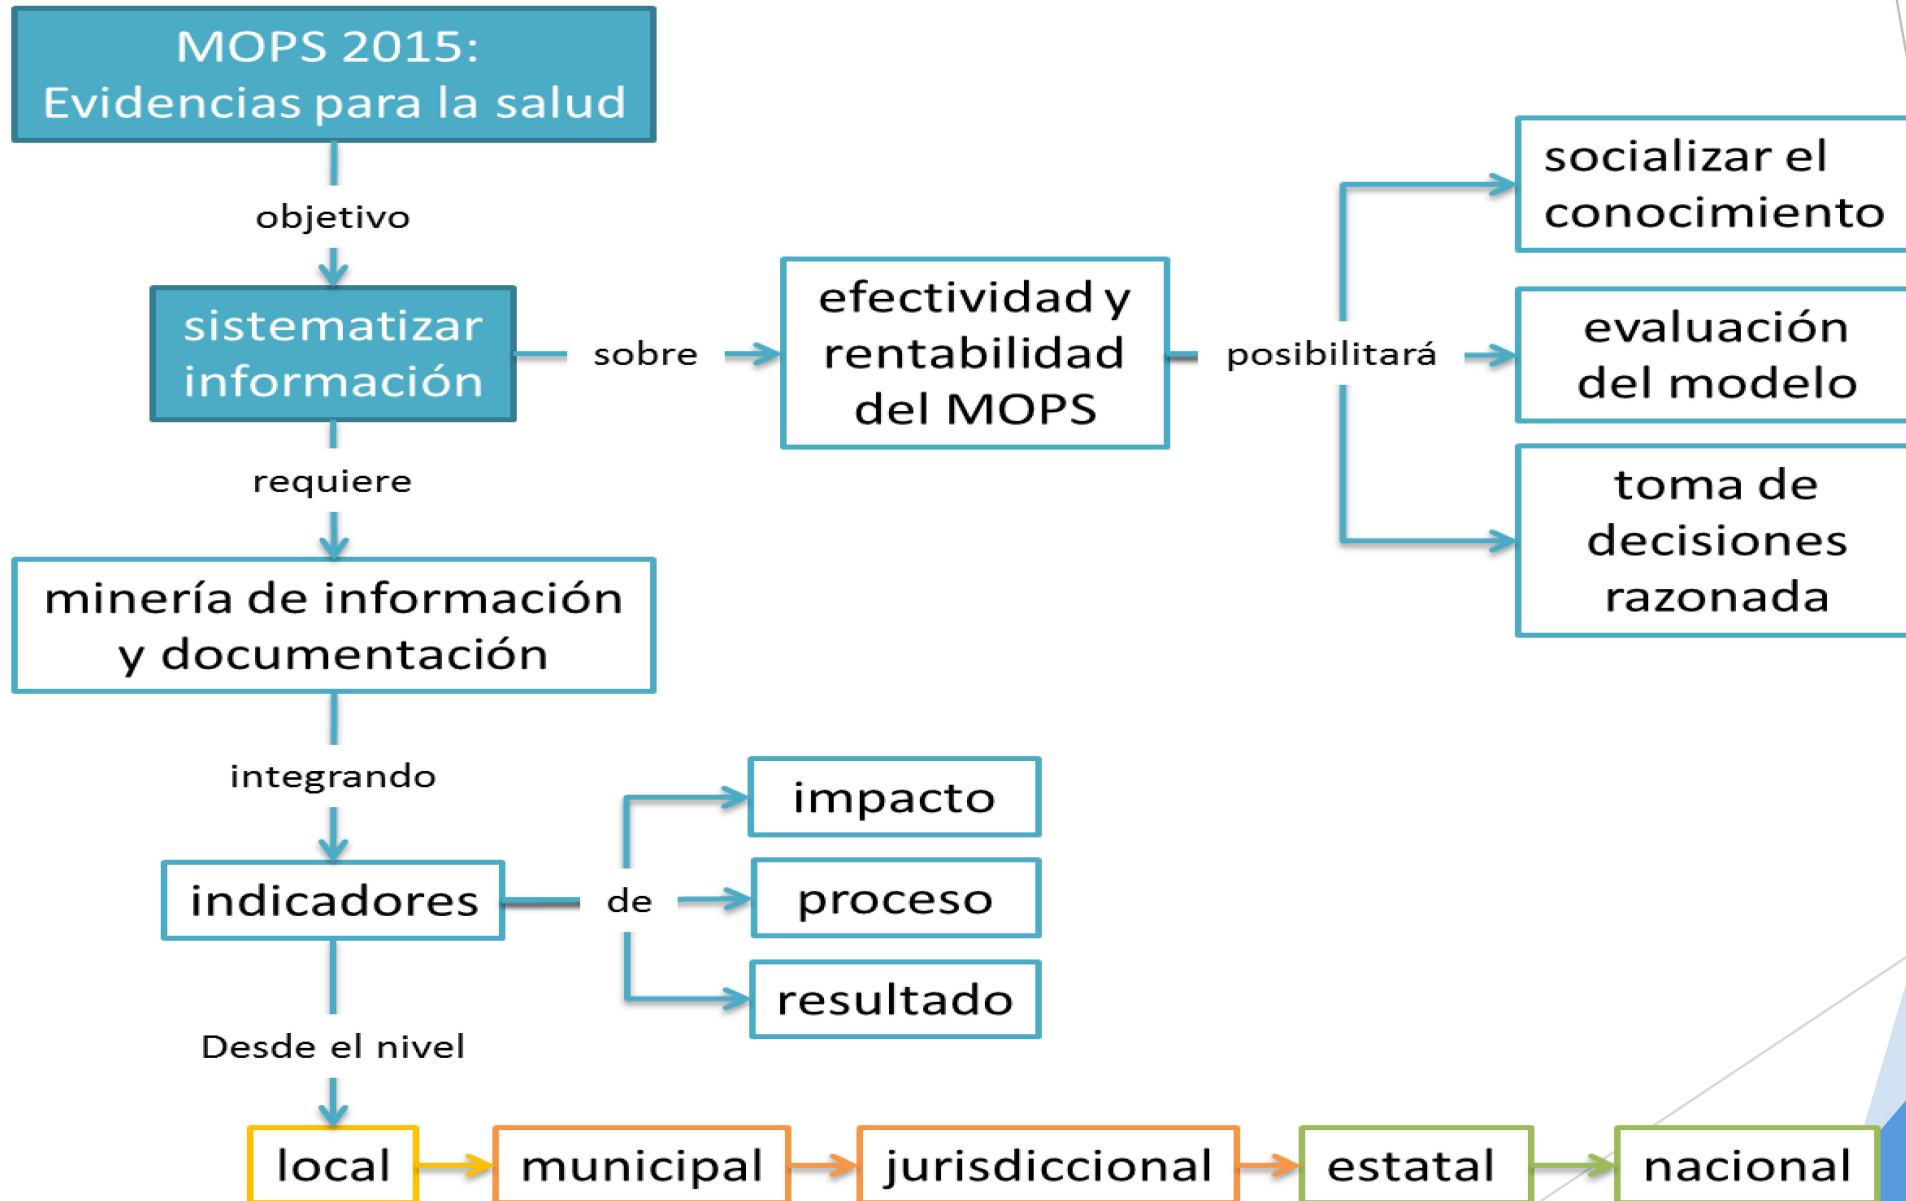 MOPS 2015:
Evidencias para la salud
objetivo
sistematizar
información
sobre
efectividad y
rentabilidad
del MOPS
posibilitará
socializar el
conocimiento
evaluación
del modelo
toma de
decisiones
razonada
requiere
minería de información
y documentación
integrando
indicadores
de
impacto
proceso
resultado
Desde el nivel
local
municipal
jurisdiccional
estatal
nacional